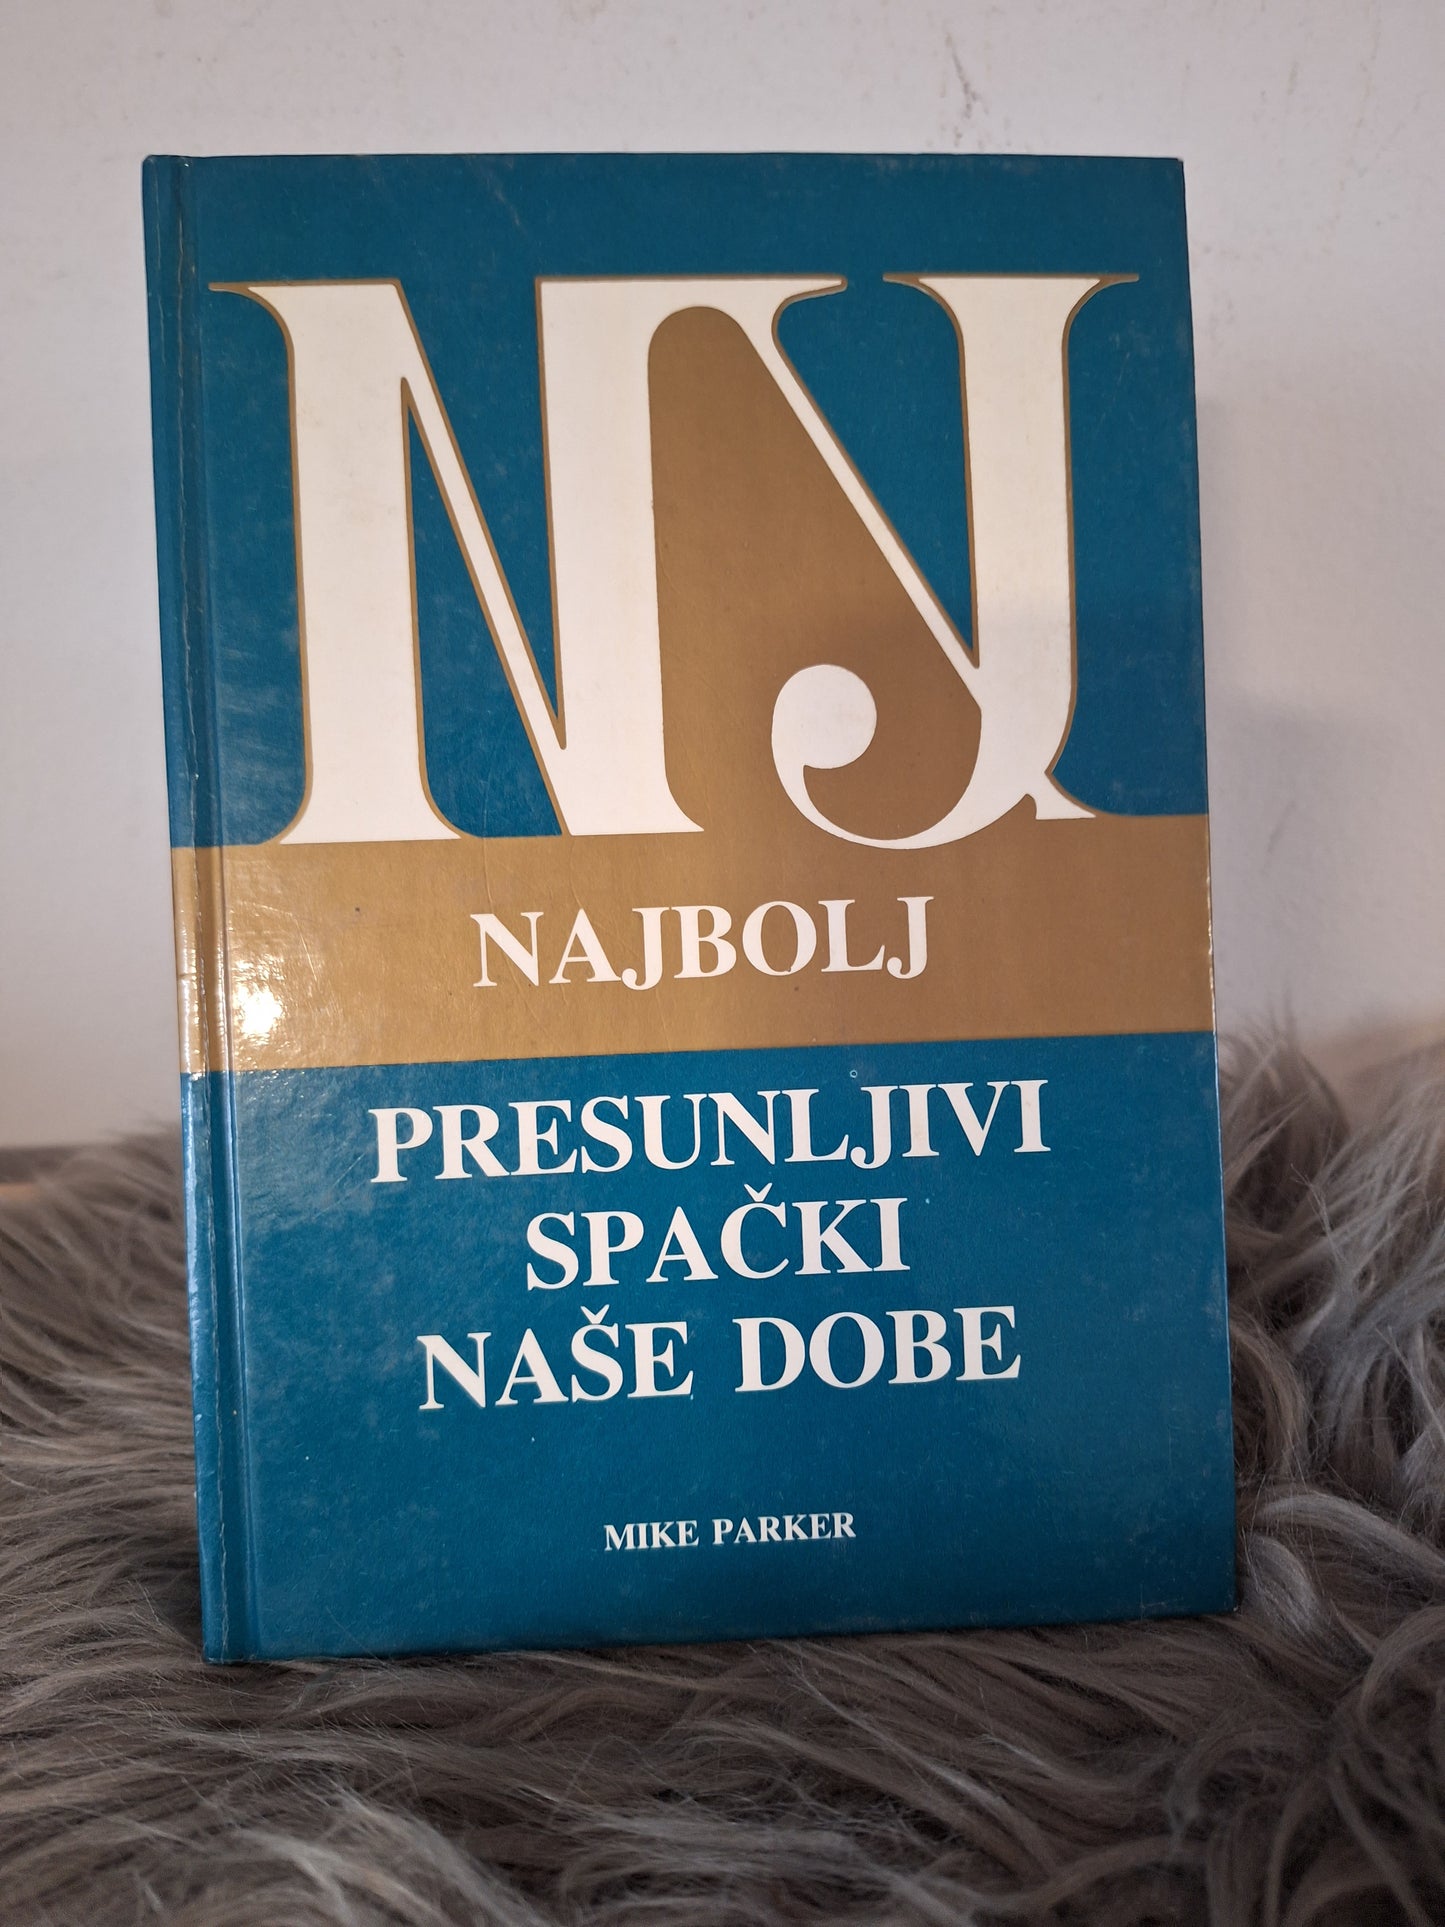 NJ
NAJBOLJ
PRESUNLJIVI
SPAČKI
NAŠE DOBE
MIKE PARKER